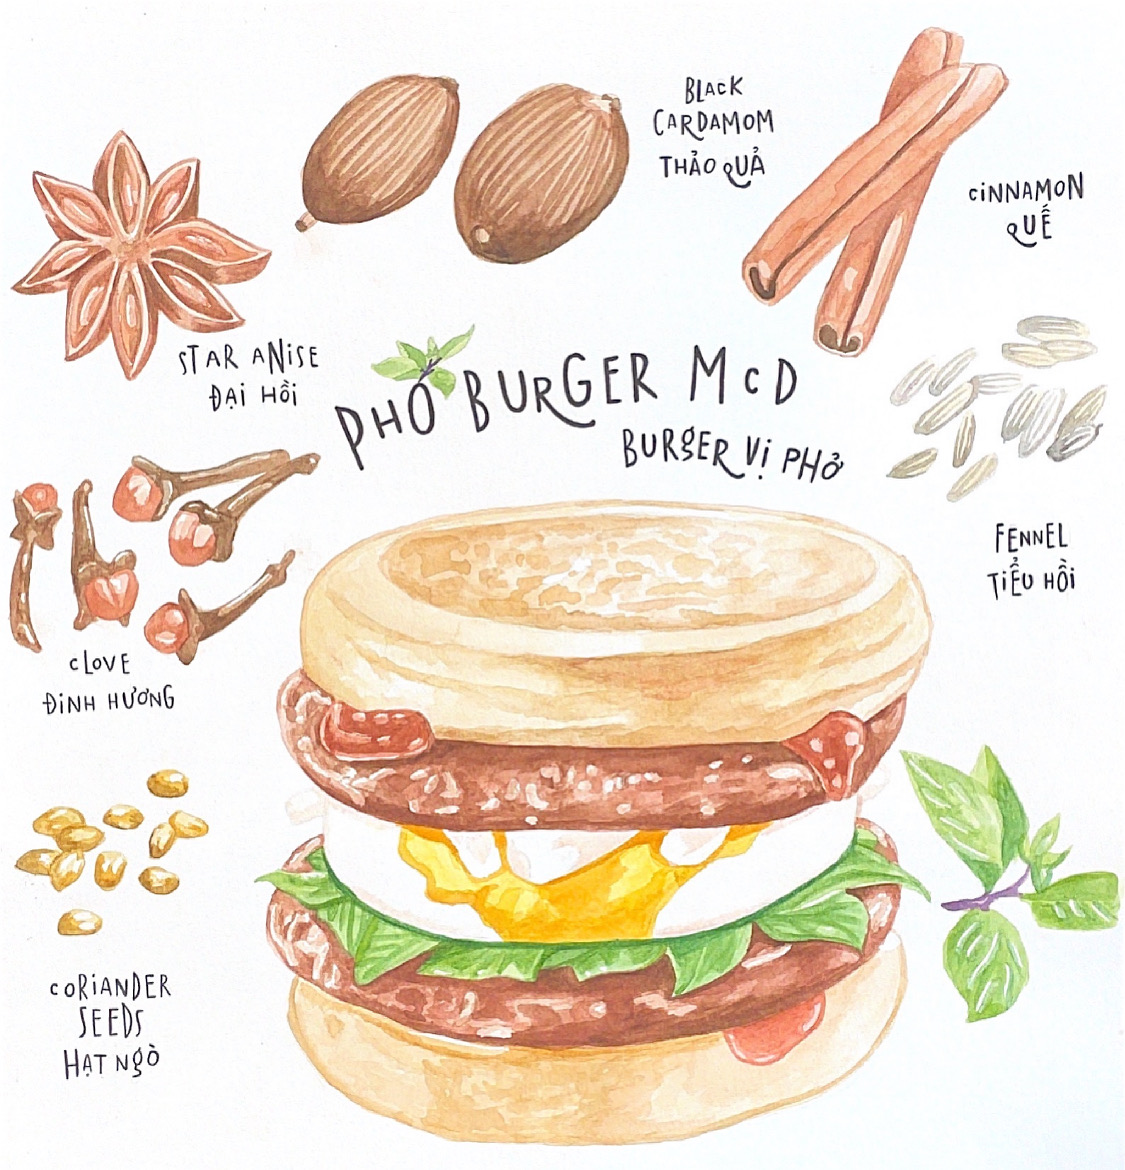 BLACK
CARDAMOM
THẢO QUẢ
CINNAMON
QUẾ
STAR ANISE
ĐẠI HỒI
PHO BURGER McD
BURGER VỊ PHỞ
FENNEL
TIỂU HỒI
CLOVE
ĐINH HƯƠNG
CORIANDER
SEEDS
HẠT NGÒ